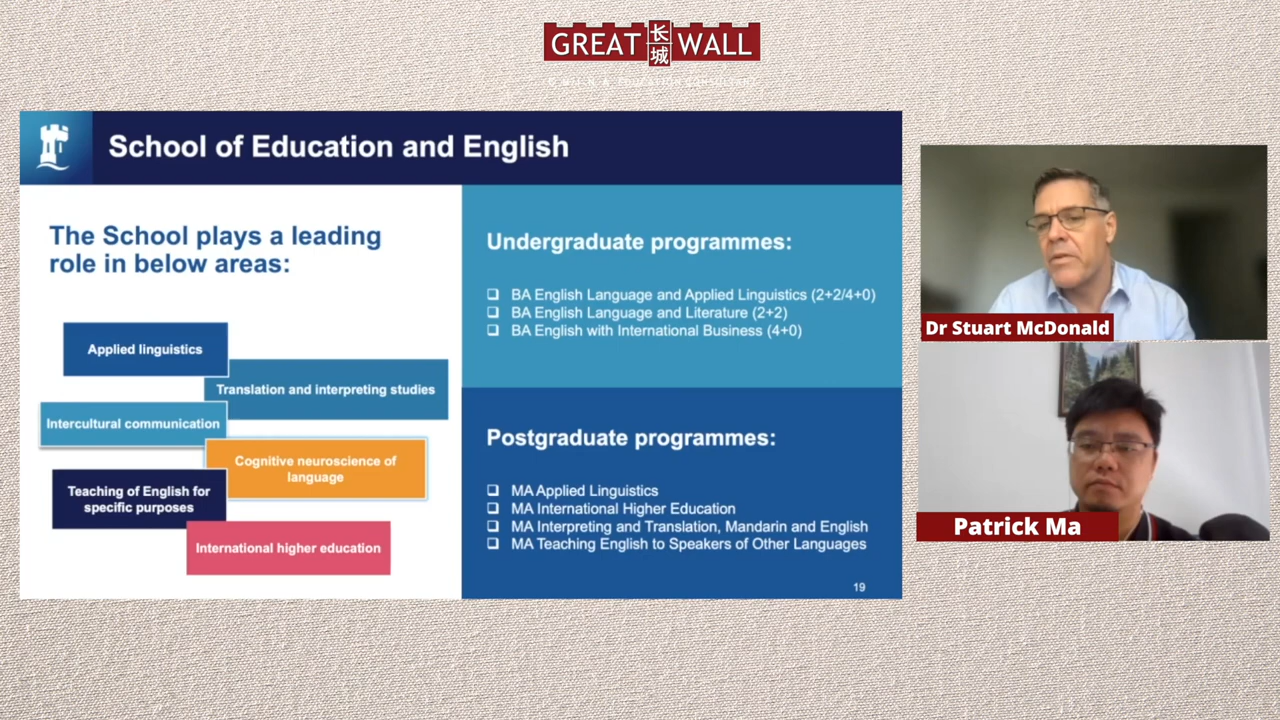 GREAT 长城 WALL
School of Education and English
The School plays a leading
role in below areas:
Applied linguistics
Translation and interpreting studies
Intercultural communication
Cognitive neuroscience of
language
Teaching of English for
specific purposes
International higher education
Undergraduate programmes:
BA English Language and Applied Linguistics (2+2/4+0)
BA English Language and Literature (2+2)
BA English with International Business (4+0)
Postgraduate programmes:
MA Applied Linguistics
MA International Higher Education
MA Interpreting and Translation, Mandarin and English
MA Teaching English to Speakers of Other Languages
19
Dr Stuart McDonald
Patrick Ma